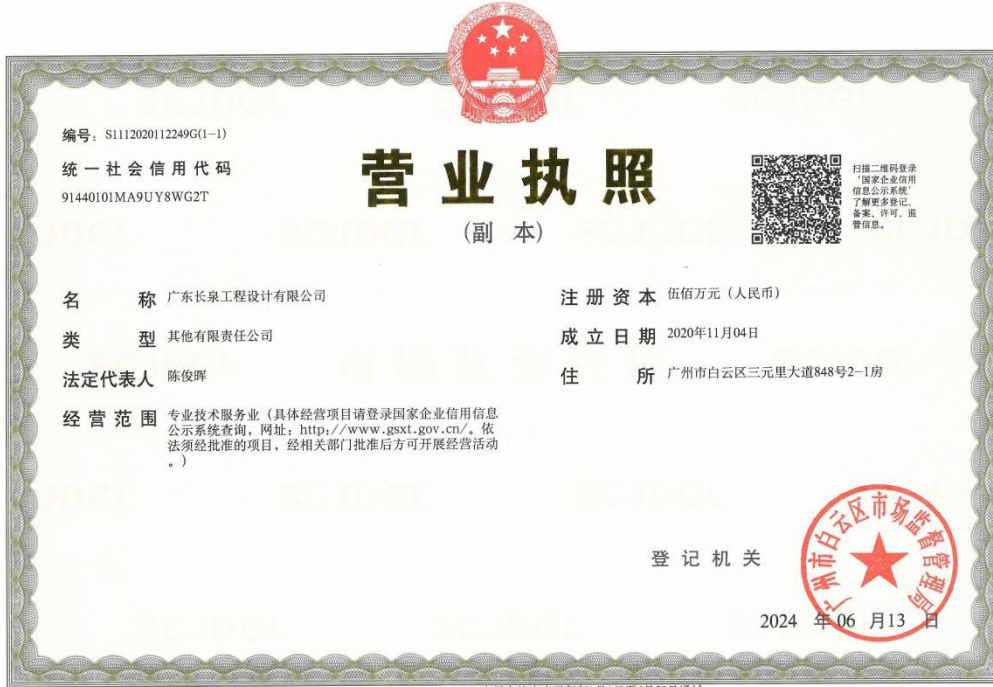 编号：S1112020112249G(1-1)
统一社会信用代码
91440101MA9UY8WG2T
营业执照
(副 本)
扫描二维码登录
‘国家企业信用
信息公示系统’
了解更多登记、
备案、许可、监
管信息。
名 称 广东长泉工程设计有限公司
类 型 其他有限责任公司
法定代表人 陈俊晖
经营范围 专业技术服务业（具体经营项目请登录国家企业信用信息
公示系统查询，网址：http://www.gsxt.gov.cn/。依
法须经批准的项目，经相关部门批准后方可开展经营活动
。）
注册资本 伍佰万元（人民币）
成立日期 2020年11月04日
住 所 广州市白云区三元里大道848号2-1房
登记机关
广州市白云区市场监督管理局
2024 年 06 月 13 日
SCJDGL
市场监督管理